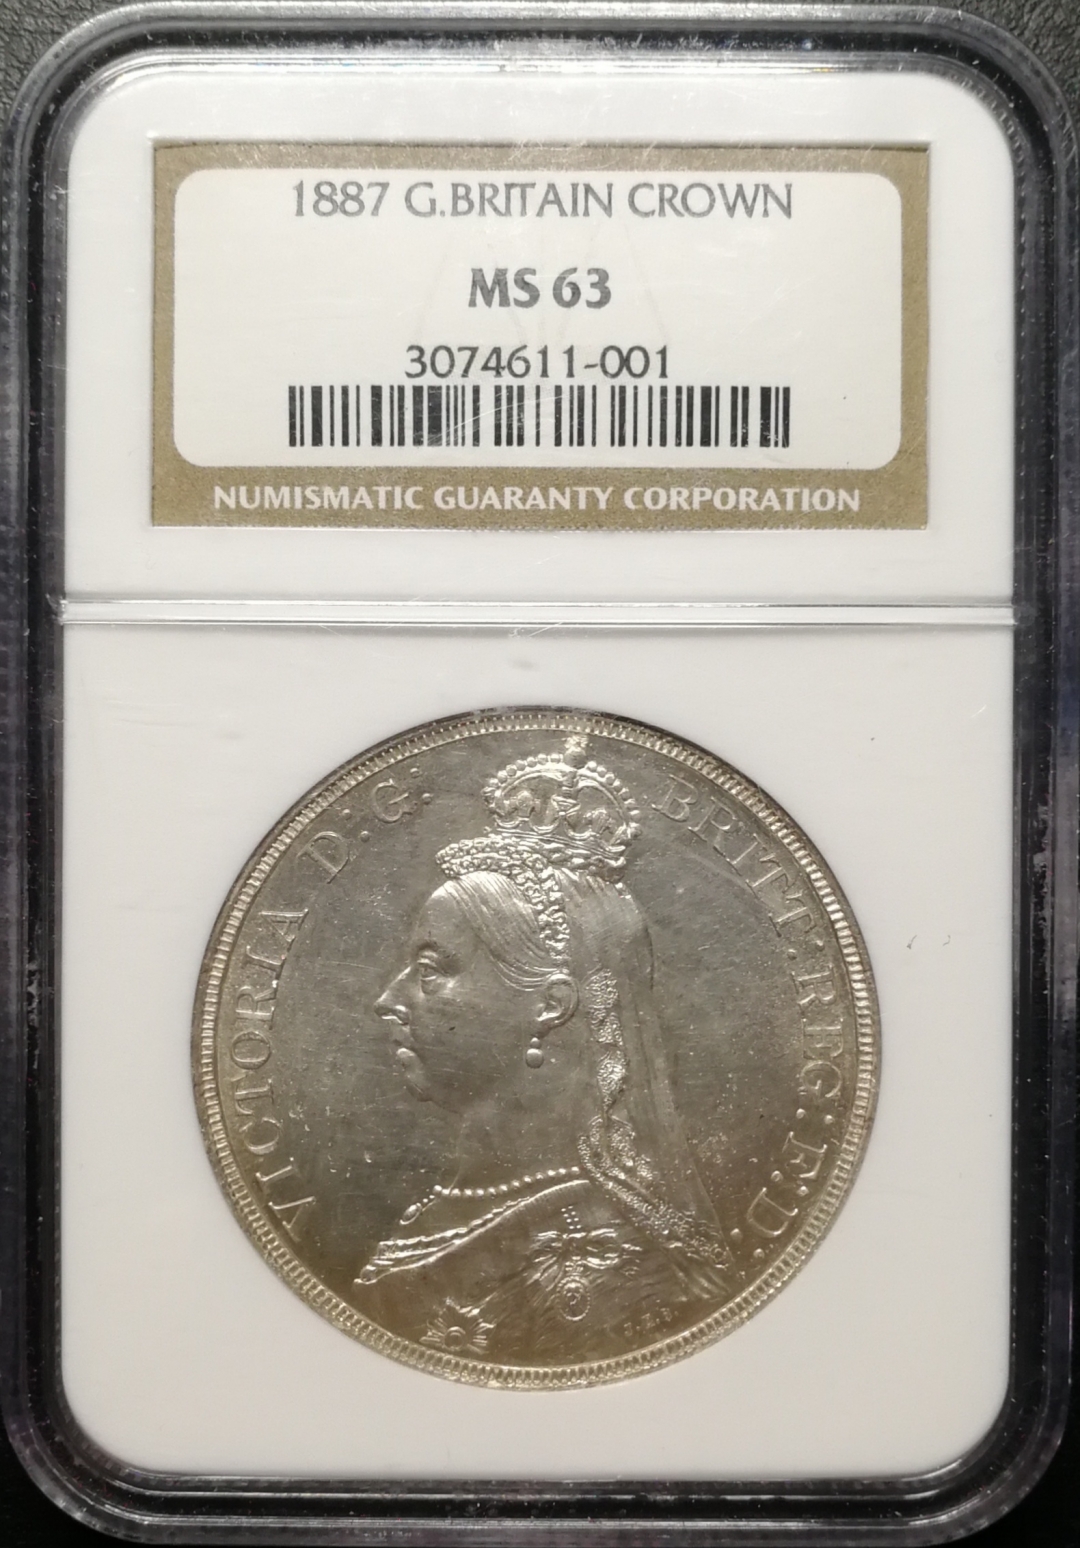 1887 G.BRITAIN CROWN
MS 63
3074611-001
NUMISMATIC GUARANTY CORPORATION
VICTORIA D:G: BRITT:REG:F:D:
J.E.B.